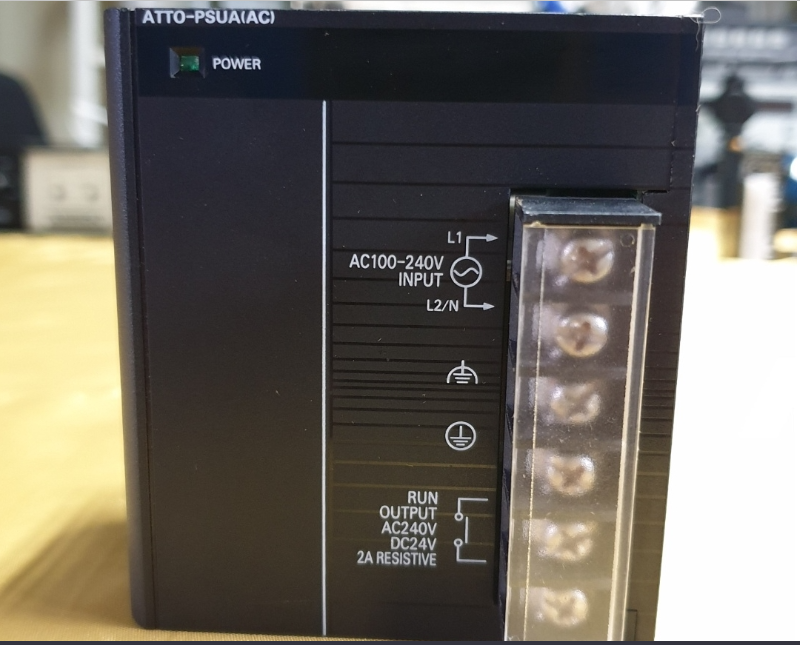 ATTO-PSUA(AC)
POWER
L1
AC100-240V
INPUT
L2/N
RUN
OUTPUT
AC240V
DC24V
2A RESISTIVE